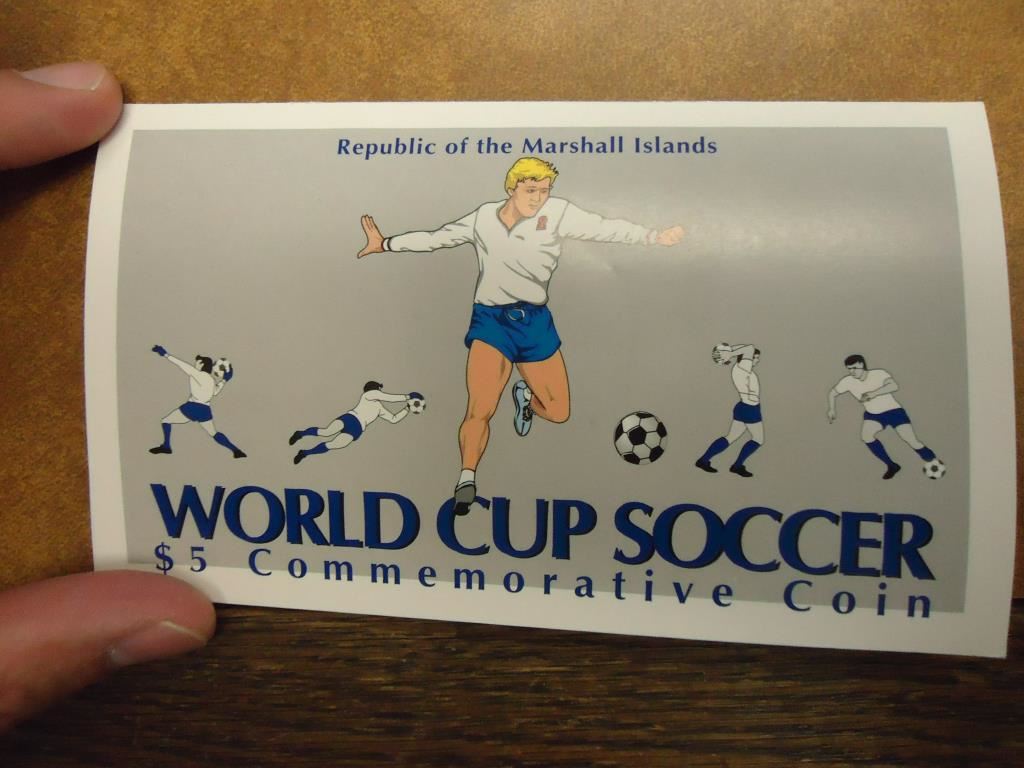 Republic of the Marshall Islands
WORLD CUP SOCCER
$5 Commemorative Coin